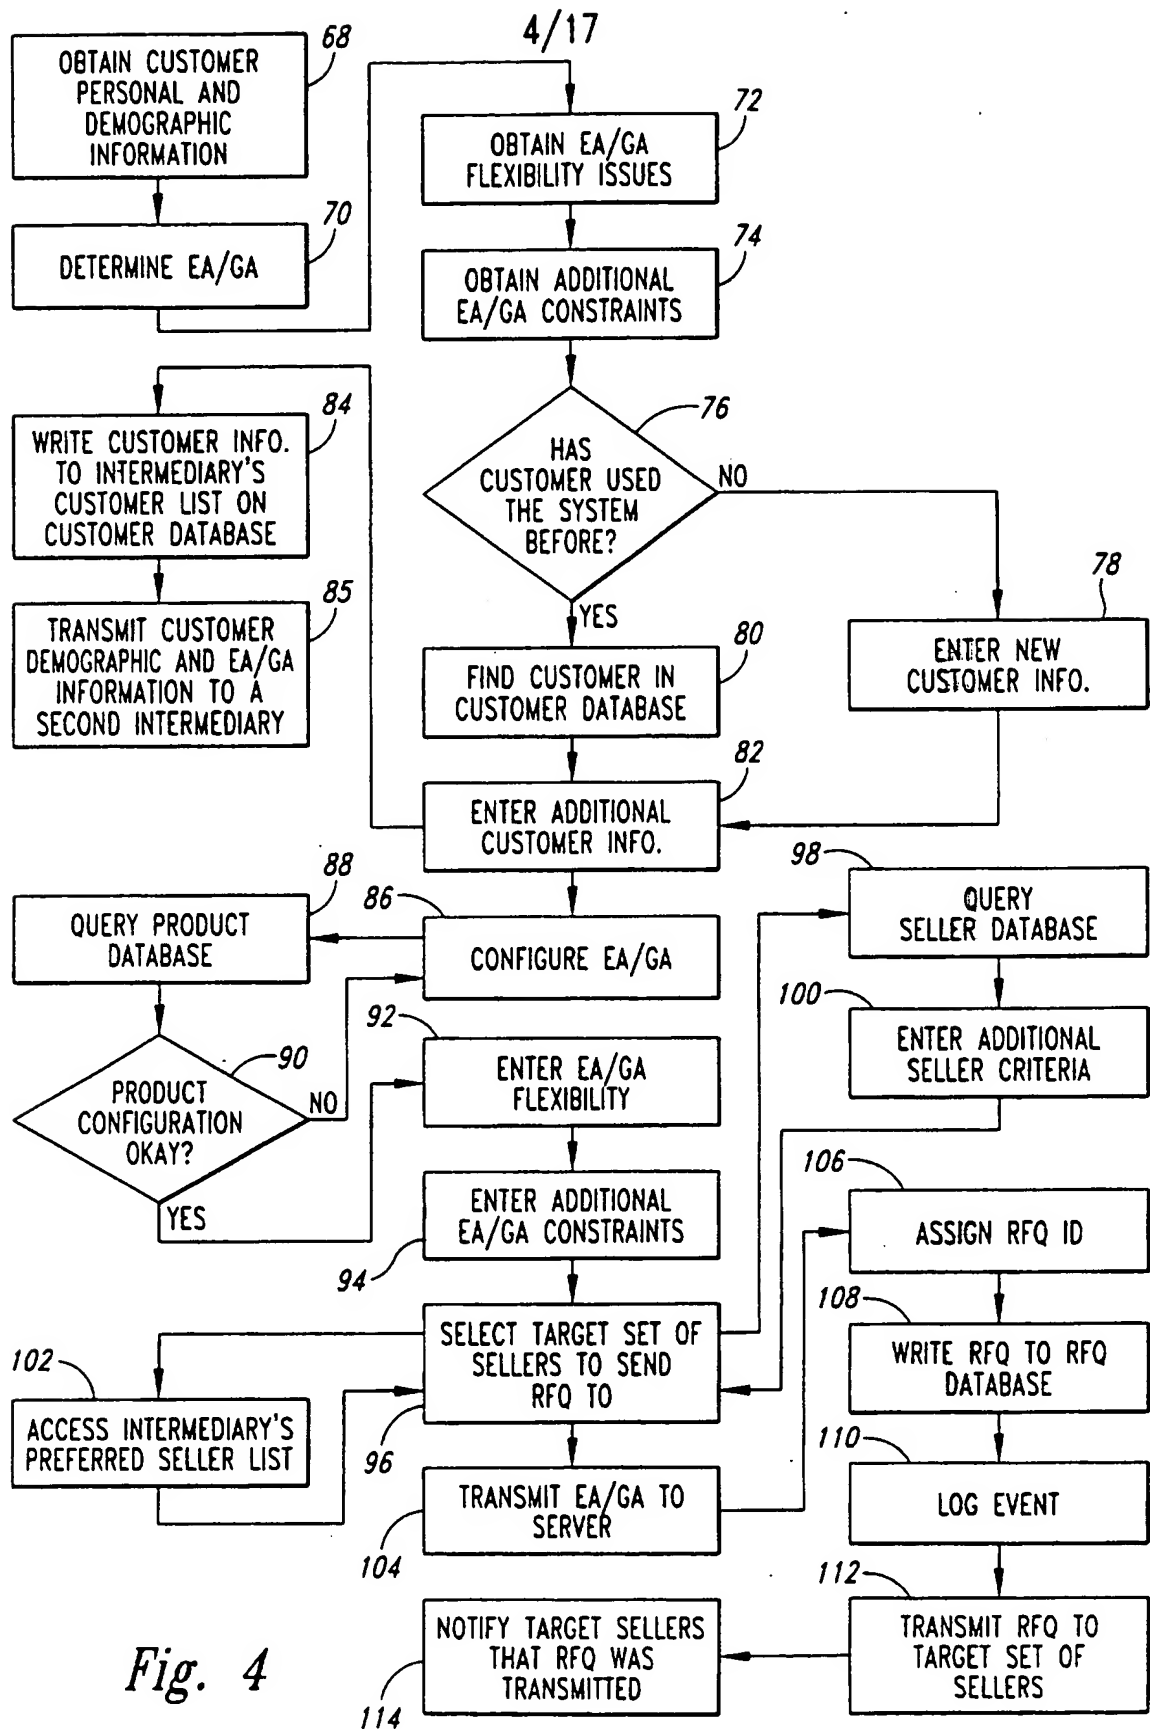 4/17
68
OBTAIN CUSTOMER
PERSONAL AND
DEMOGRAPHIC
INFORMATION
70
DETERMINE EA/GA
72
OBTAIN EA/GA
FLEXIBILITY ISSUES
74
OBTAIN ADDITIONAL
EA/GA CONSTRAINTS
76
HAS
CUSTOMER USED
THE SYSTEM
BEFORE?
NO
YES
78
ENTER NEW
CUSTOMER INFO.
80
FIND CUSTOMER IN
CUSTOMER DATABASE
82
ENTER ADDITIONAL
CUSTOMER INFO.
84
WRITE CUSTOMER INFO.
TO INTERMEDIARY'S
CUSTOMER LIST ON
CUSTOMER DATABASE
85
TRANSMIT CUSTOMER
DEMOGRAPHIC AND EA/GA
INFORMATION TO A
SECOND INTERMEDIARY
86
CONFIGURE EA/GA
88
QUERY PRODUCT
DATABASE
90
PRODUCT
CONFIGURATION
OKAY?
NO
YES
92
ENTER EA/GA
FLEXIBILITY
ENTER ADDITIONAL
EA/GA CONSTRAINTS
94
SELECT TARGET SET OF
SELLERS TO SEND
RFQ TO
96
98
QUERY
SELLER DATABASE
100
ENTER ADDITIONAL
SELLER CRITERIA
102
ACCESS INTERMEDIARY'S
PREFERRED SELLER LIST
TRANSMIT EA/GA TO
SERVER
104
106
ASSIGN RFQ ID
108
WRITE RFQ TO RFQ
DATABASE
110
LOG EVENT
112
TRANSMIT RFQ TO
TARGET SET OF
SELLERS
NOTIFY TARGET SELLERS
THAT RFQ WAS
TRANSMITTED
114
Fig. 4